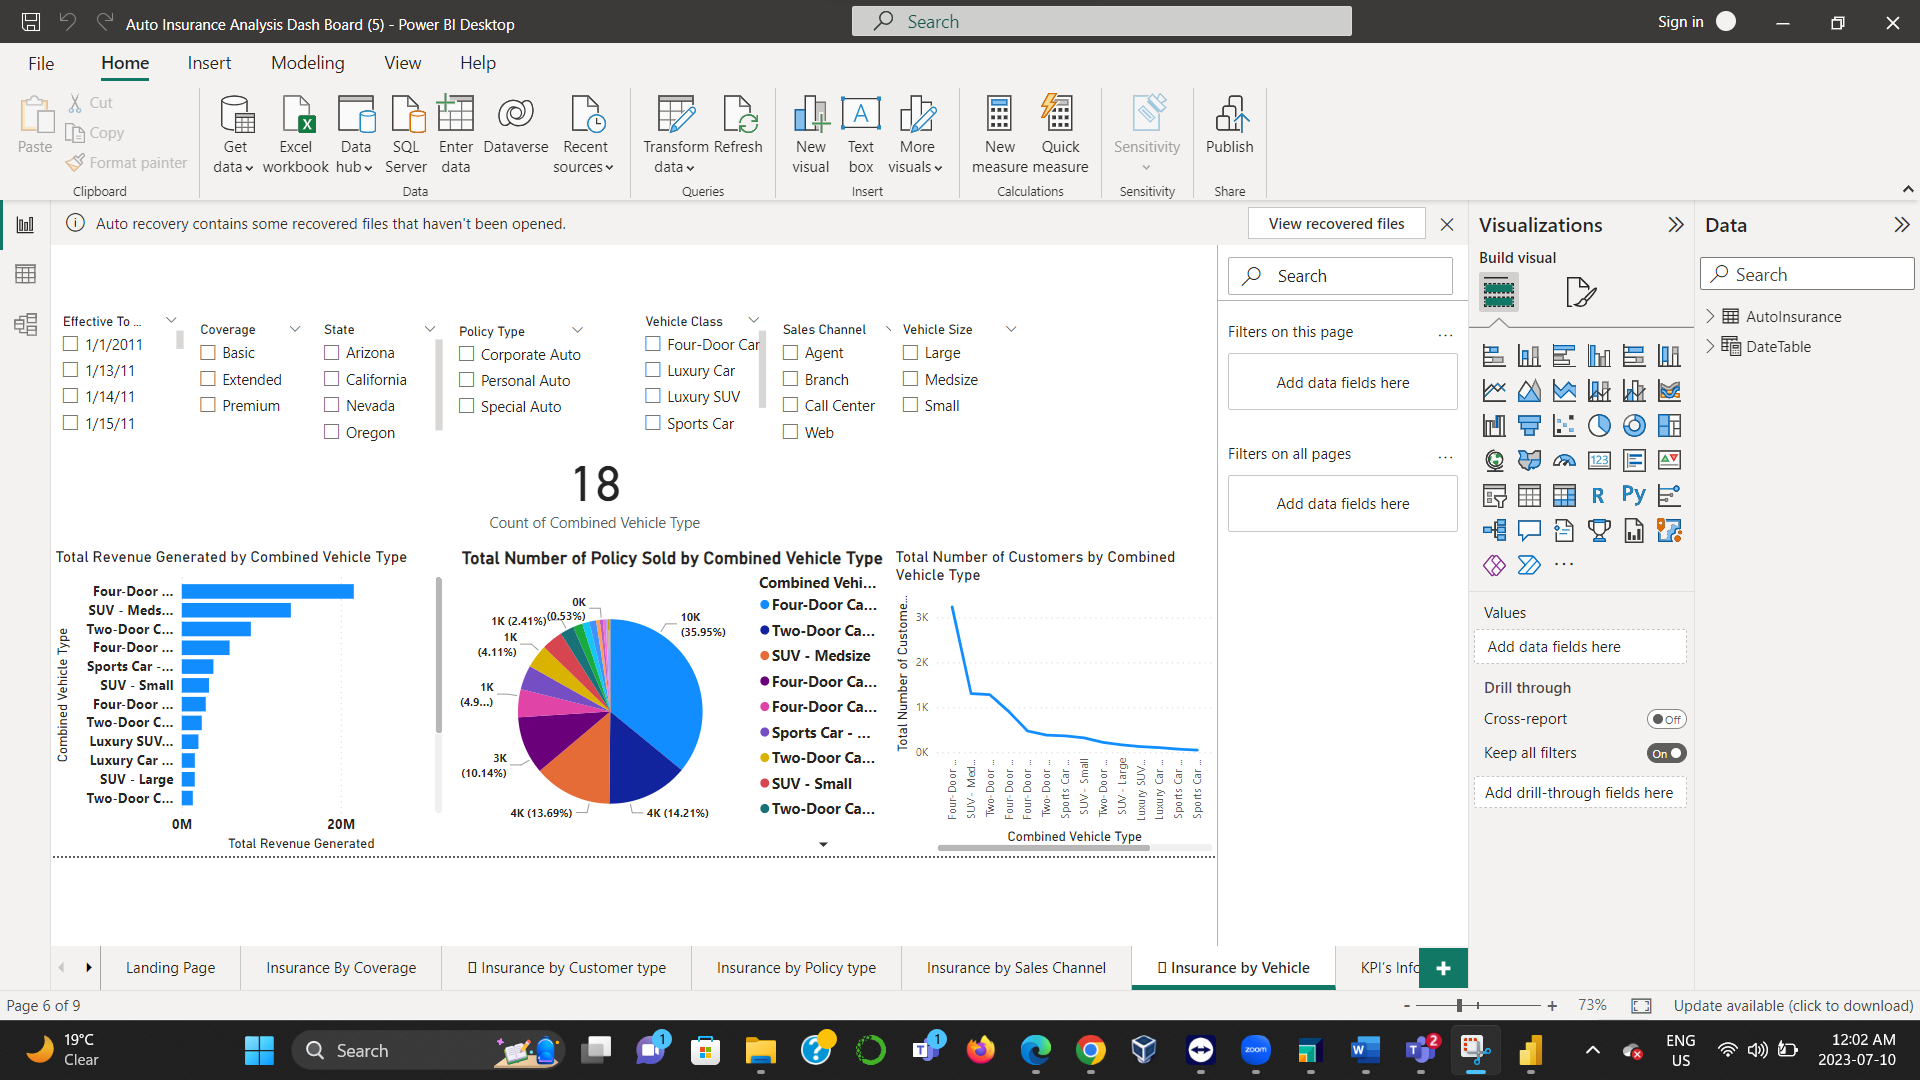 Auto Insurance Analysis Dash Board (5) - Power BI Desktop
Search
Sign in
File
Home
Insert
Modeling
View
Help
Paste
Cut
Copy
Format painter
Clipboard
Get data
Excel workbook
Data hub
SQL Server
Enter data
Dataverse
Recent sources
Data
Transform data
Refresh
Queries
New visual
Text box
More visuals
Insert
New measure
Quick measure
Calculations
Sensitivity
Sensitivity
Publish
Share
Auto recovery contains some recovered files that haven't been opened.
View recovered files
Effective To ...
1/1/2011
1/13/11
1/14/11
1/15/11
Coverage
Basic
Extended
Premium
State
Arizona
California
Nevada
Oregon
Policy Type
Corporate Auto
Personal Auto
Special Auto
Vehicle Class
Four-Door Car
Luxury Car
Luxury SUV
Sports Car
Sales Channel
Agent
Branch
Call Center
Web
Vehicle Size
Large
Medsize
Small
18
Count of Combined Vehicle Type
Total Revenue Generated by Combined Vehicle Type
Combined Vehicle Type
Four-Door ...
SUV - Meds...
Two-Door C...
Four-Door ...
Sports Car -...
SUV - Small
Four-Door ...
Two-Door C...
Luxury SUV...
Luxury Car ...
SUV - Large
Two-Door C...
0M
20M
Total Revenue Generated
Total Number of Policy Sold by Combined Vehicle Type
0K
(0.53%)
1K (2.41%)
1K
(4.11%)
1K
(4.9...)
3K
(10.14%)
4K (13.69%)
4K (14.21%)
10K
(35.95%)
Combined Vehi...
Four-Door Ca...
Two-Door Ca...
SUV - Medsize
Four-Door Ca...
Four-Door Ca...
Sports Car - ...
Two-Door Ca...
SUV - Small
Two-Door Ca...
Total Number of Customers by Combined
Vehicle Type
Total Number of Custome...
3K
2K
1K
0K
Four-Door ...
SUV - Med...
Two-Door ...
Four-Door ...
Four-Door ...
Two-Door ...
Sports Car ...
SUV - Small
Two-Door ...
SUV - Large
Luxury SUV...
Luxury Car ...
Sports Car ...
Sports Car ...
Combined Vehicle Type
Search
Filters on this page
...
Add data fields here
Filters on all pages
...
Add data fields here
Visualizations
Build visual
123
R
Py
...
Values
Add data fields here
Drill through
Cross-report
Off
Keep all filters
On
Add drill-through fields here
Data
Search
AutoInsurance
DateTable
Landing Page
Insurance By Coverage
Insurance by Customer type
Insurance by Policy type
Insurance by Sales Channel
Insurance by Vehicle
KPI's Info
Page 6 of 9
- + 73%
Update available (click to download)
19°C
Clear
Search
1
1
zoom
2
ENG
US
12:02 AM
2023-07-10